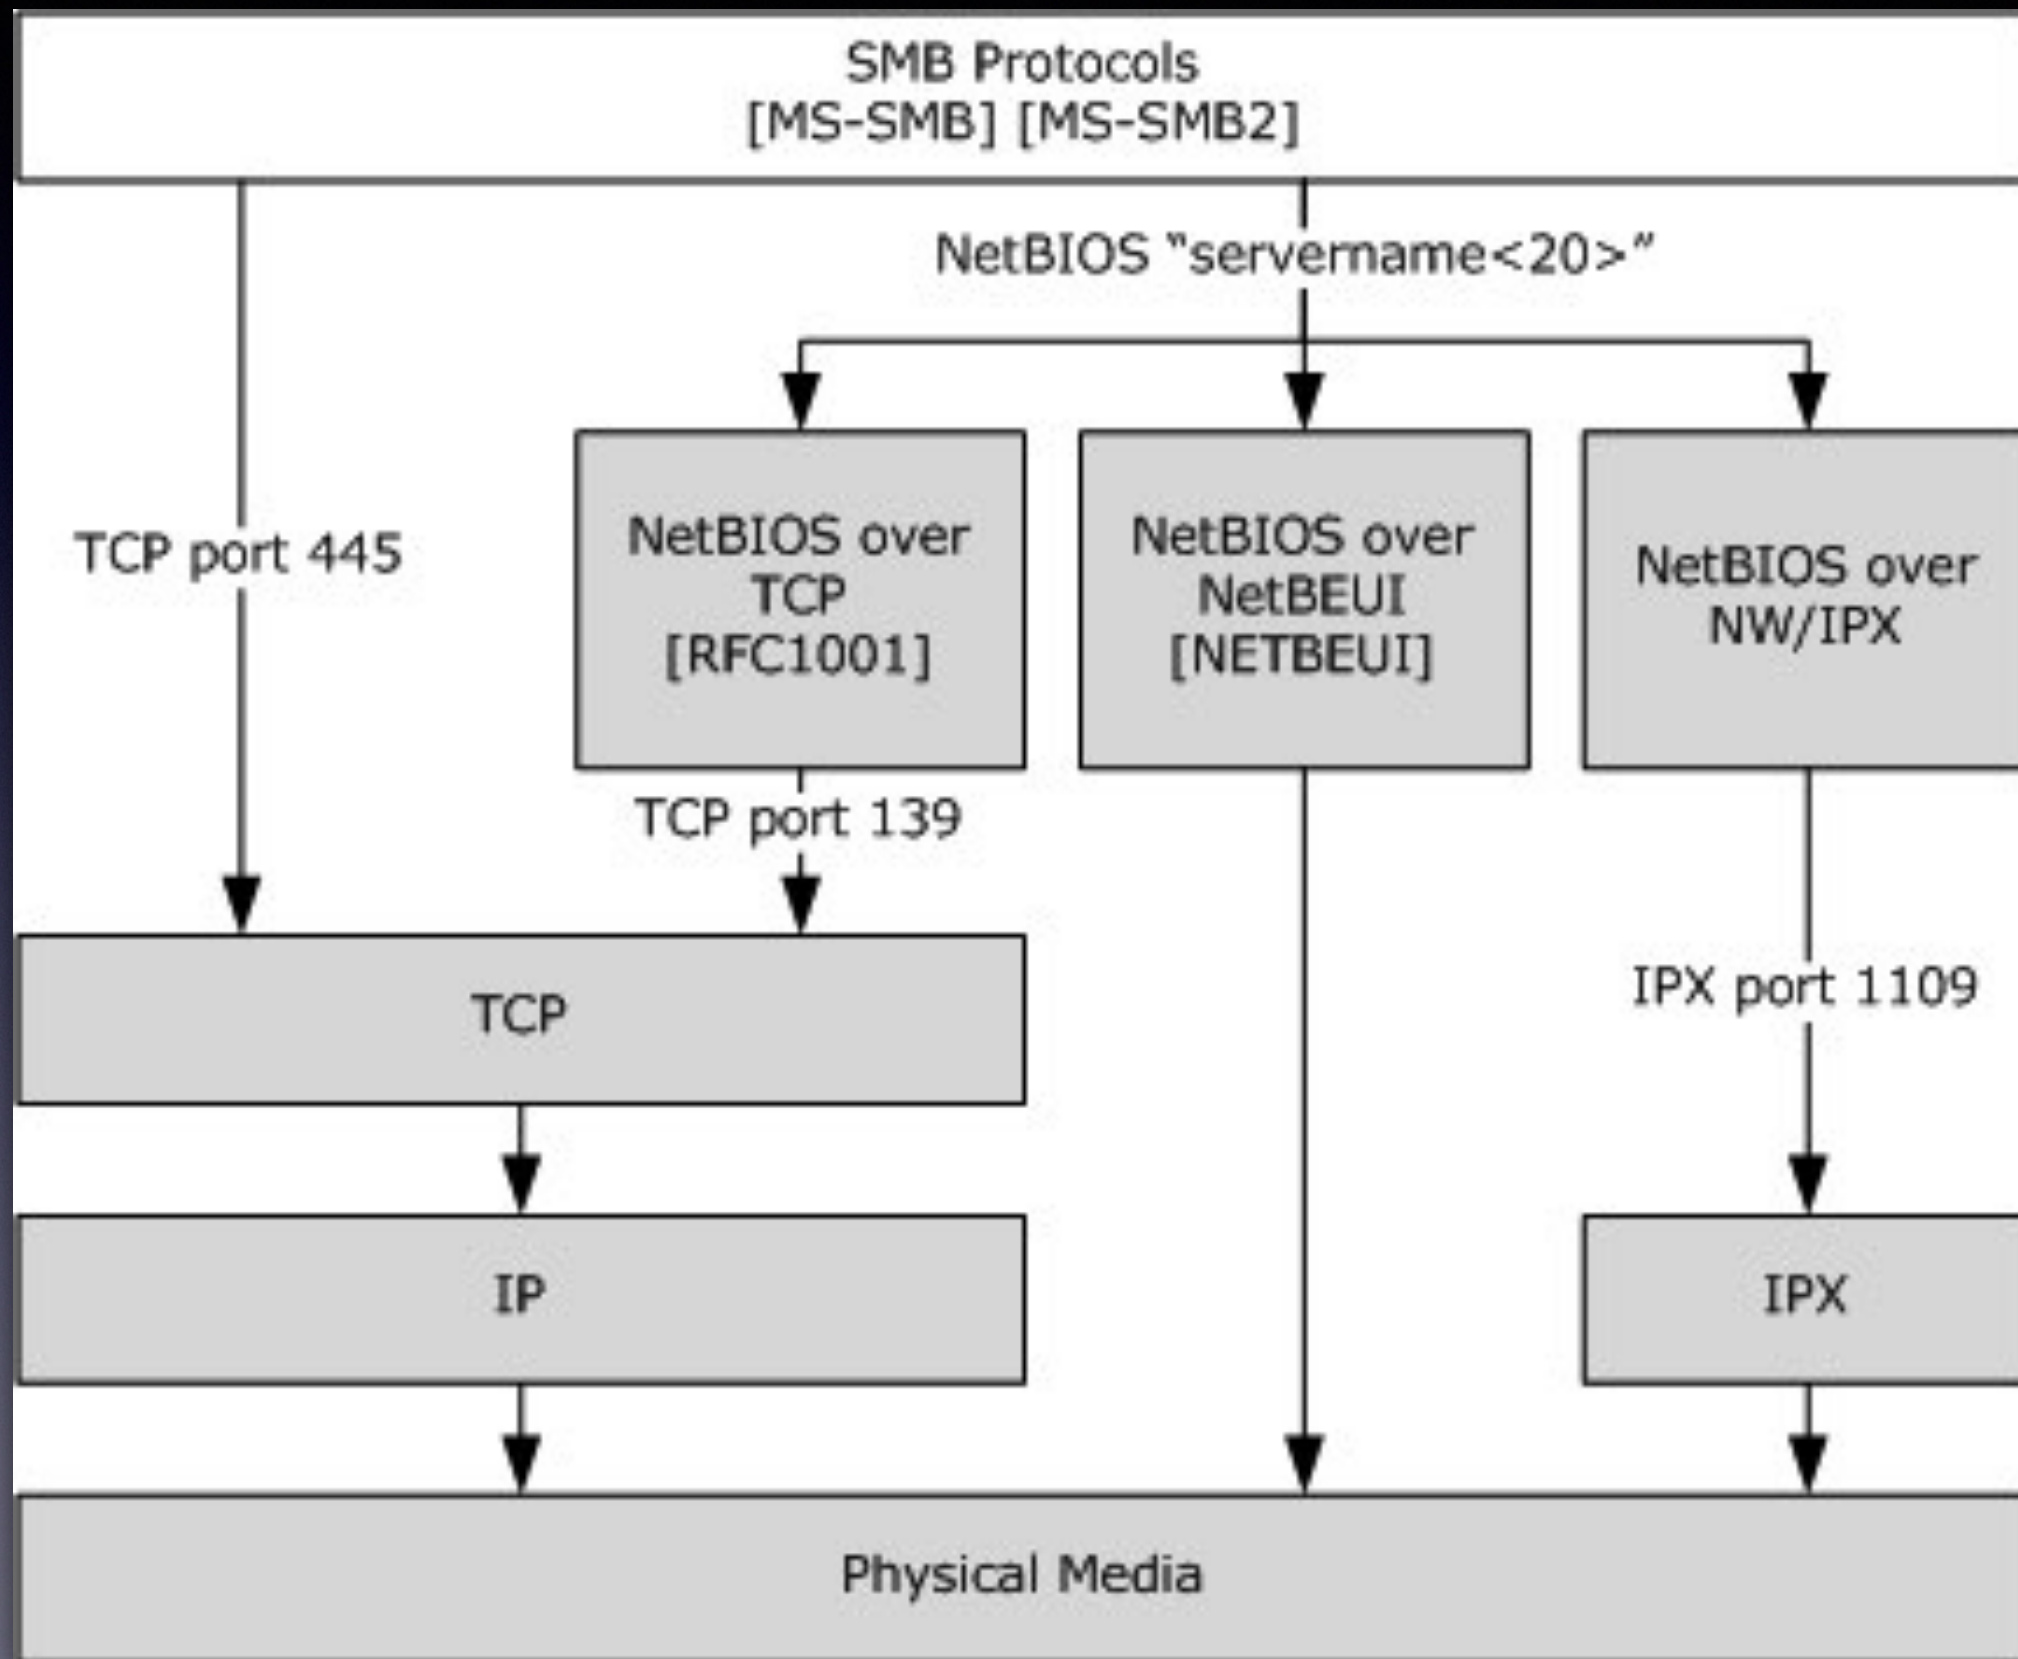 SMB Protocols
[MS-SMB] [MS-SMB2]
NetBIOS “servername<20>”
TCP port 445
NetBIOS over
TCP
[RFC1001]
NetBIOS over
NetBEUI
[NETBEUI]
NetBIOS over
NW/IPX
TCP port 139
IPX port 1109
TCP
IP
IPX
Physical Media